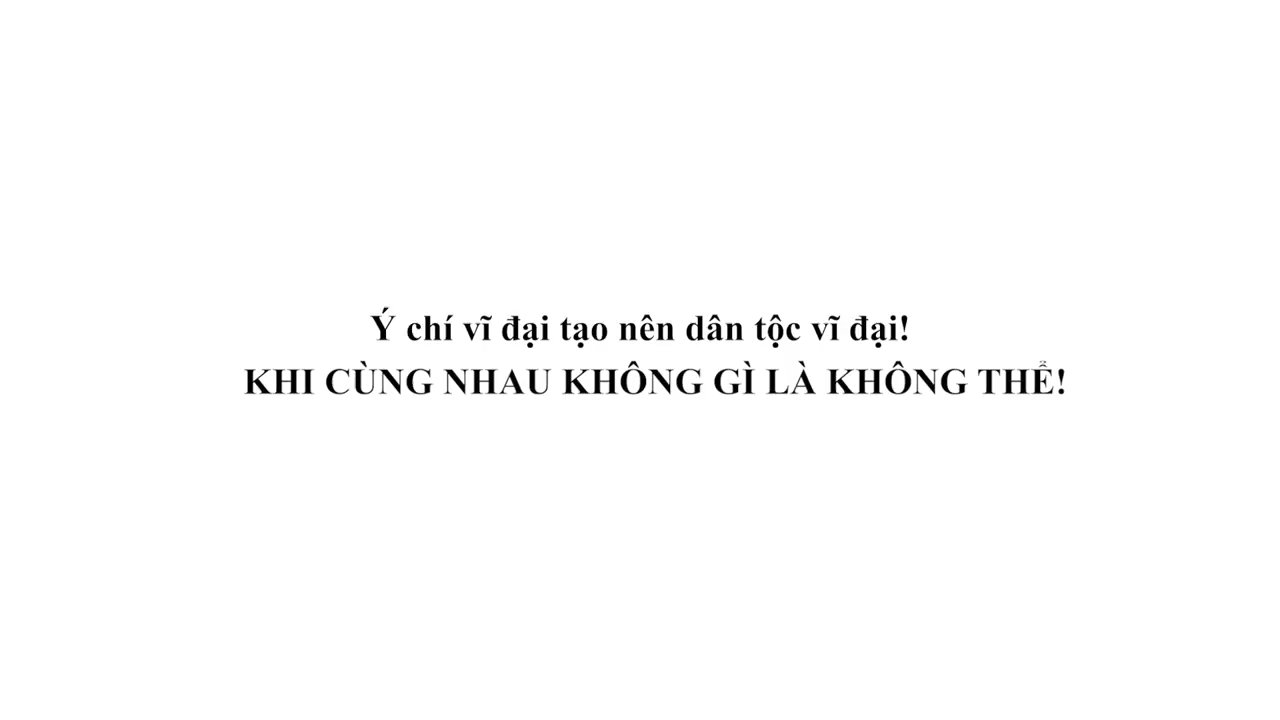 Ý chí vĩ đại tạo nên dân tộc vĩ đại!
KHI CÙNG NHAU KHÔNG GÌ LÀ KHÔNG THỂ!